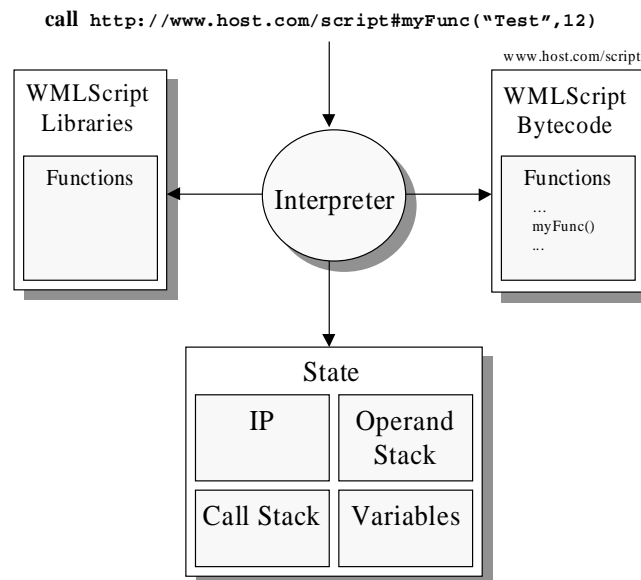 call http://www.host.com/script#myFunc(“Test”,12)
www.host.com/script
WMLScript
Libraries
Functions
Interpreter
WMLScript
Bytecode
Functions
...
myFunc()
...
State
IP
Operand
Stack
Call Stack
Variables